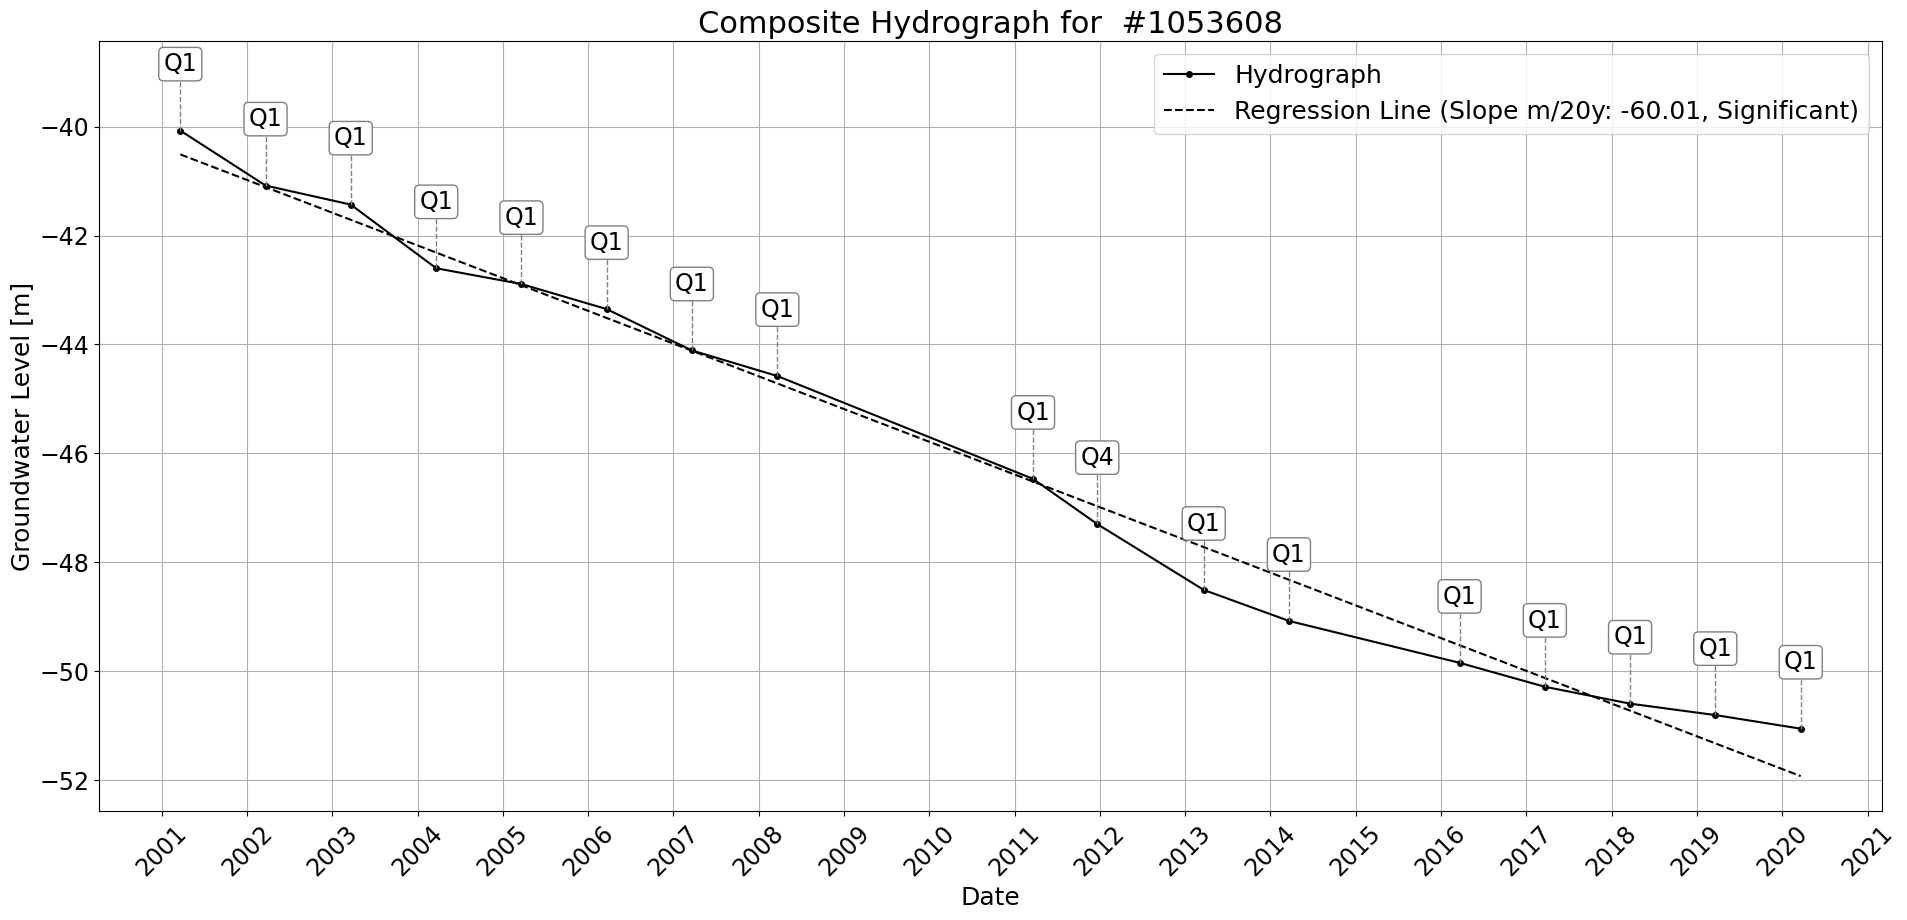 Composite Hydrograph for  #1053608
Hydrograph
Regression Line (Slope m/20y: -60.01, Significant)
Q1
Q1
Q1
Q1
Q1
Q1
Q1
Q1
Q1
Q4
Q1
Q1
Q1
Q1
Q1
Q1
Q1
Groundwater Level [m]
−40
−42
−44
−46
−48
−50
−52
2001
2002
2003
2004
2005
2006
2007
2008
2009
2010
2011
2012
2013
2014
2015
2016
2017
2018
2019
2020
2021
Date